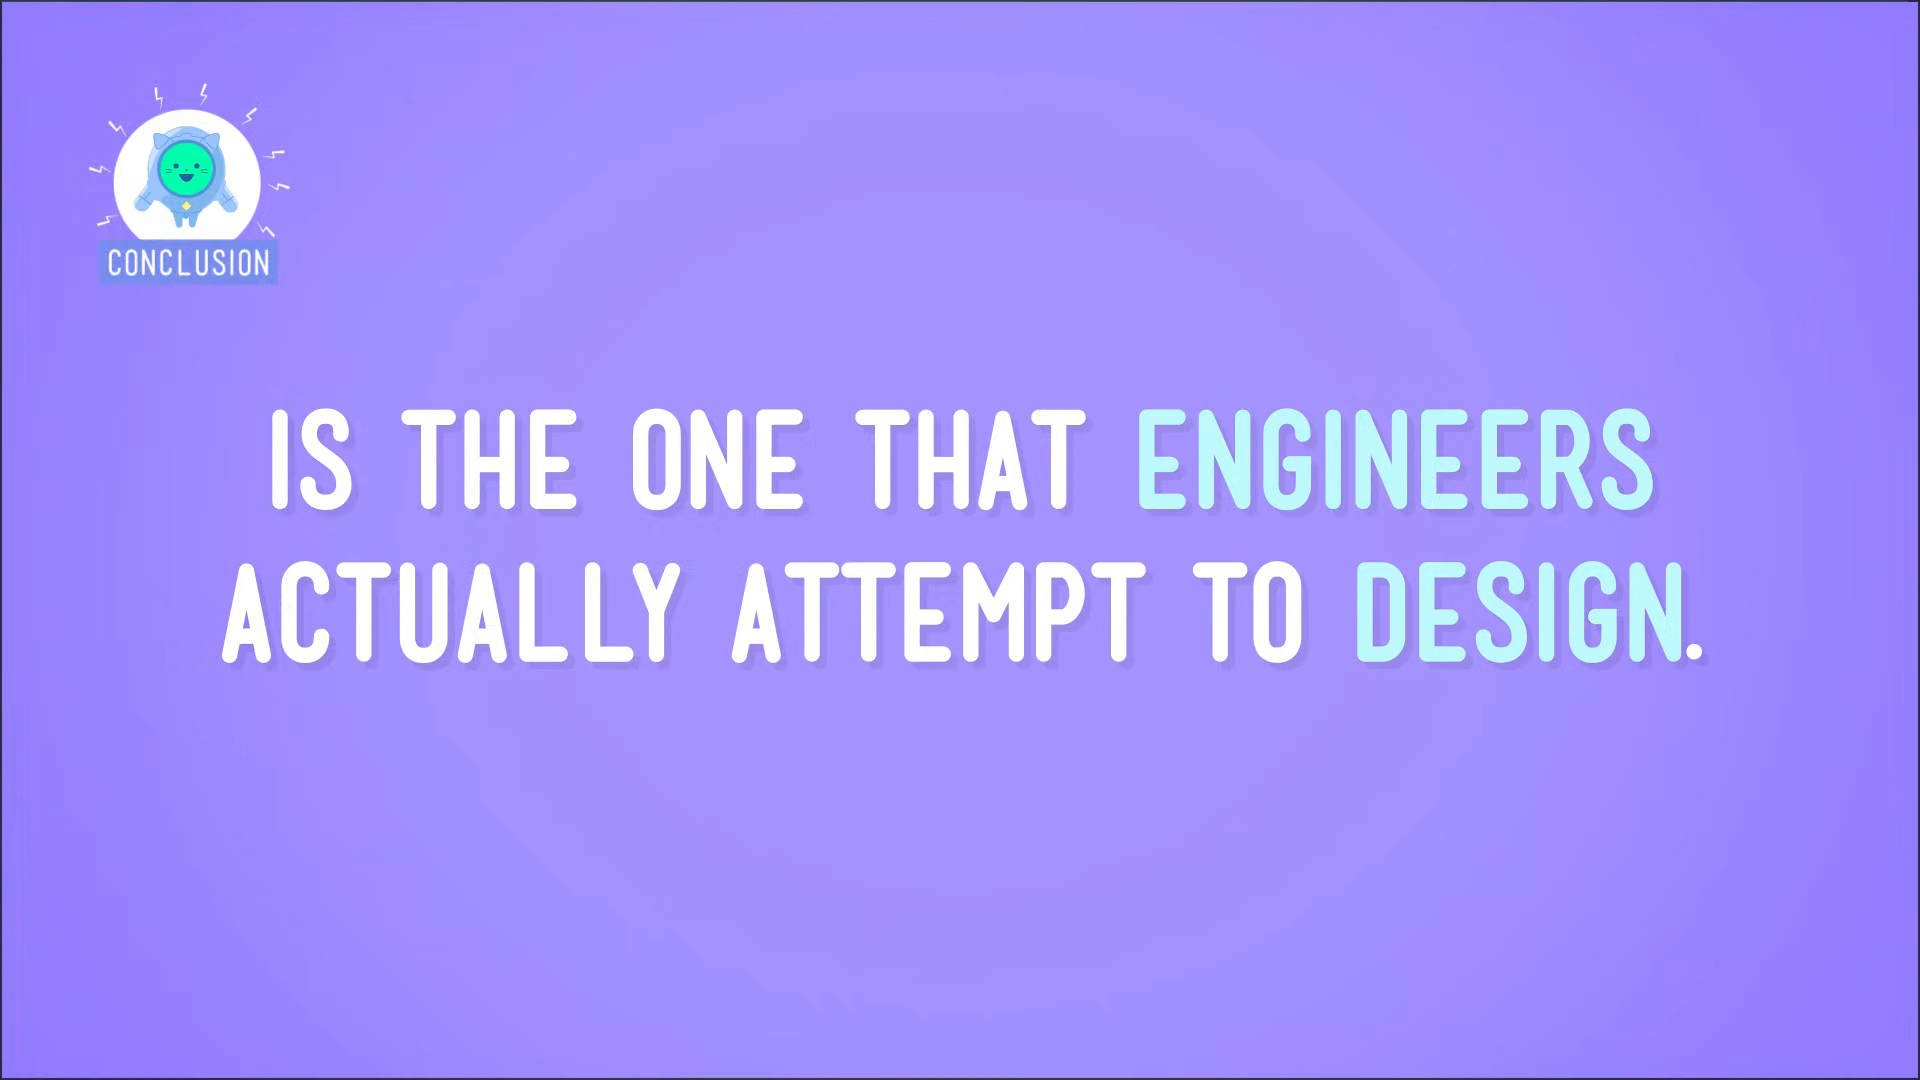 CONCLUSION
IS THE ONE THAT ENGINEERS
ACTUALLY ATTEMPT TO DESIGN.